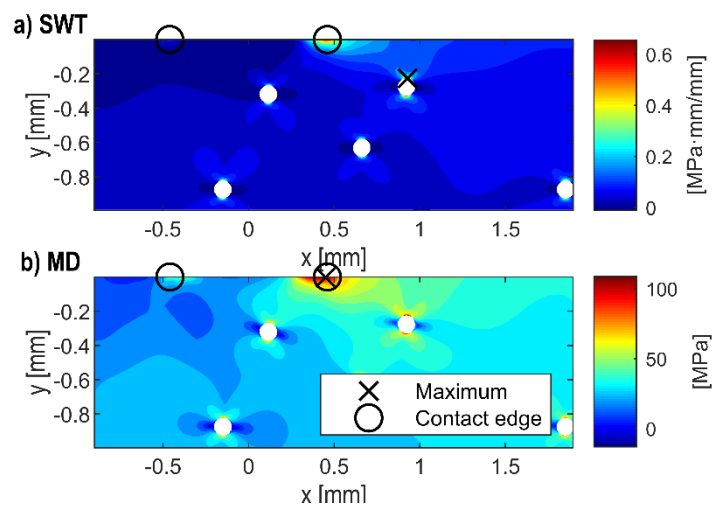 a) SWT
y [mm]
-0.2
-0.4
-0.6
-0.8
-0.5 0 0.5 1 1.5
x [mm]
0.6
0.4
0.2
0
[MPa·mm/mm]
b) MD
y [mm]
-0.2
-0.4
-0.6
-0.8
-0.5 0 0.5 1 1.5
x [mm]
Maximum
Contact edge
100
50
0
[MPa]